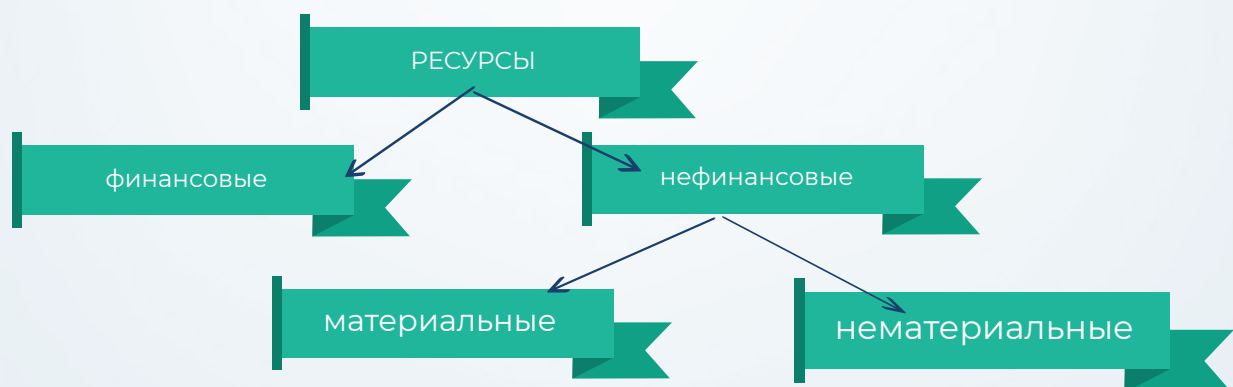 РЕСУРСЫ
финансовые
нефинансовые
материальные
нематериальные